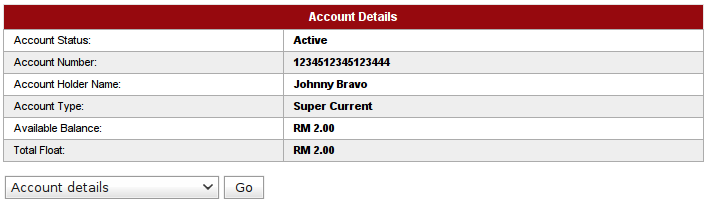 Account Details
Account Status: Active
Account Number: 1234512345123444
Account Holder Name: Johnny Bravo
Account Type: Super Current
Available Balance: RM 2.00
Total Float: RM 2.00
Account details Go